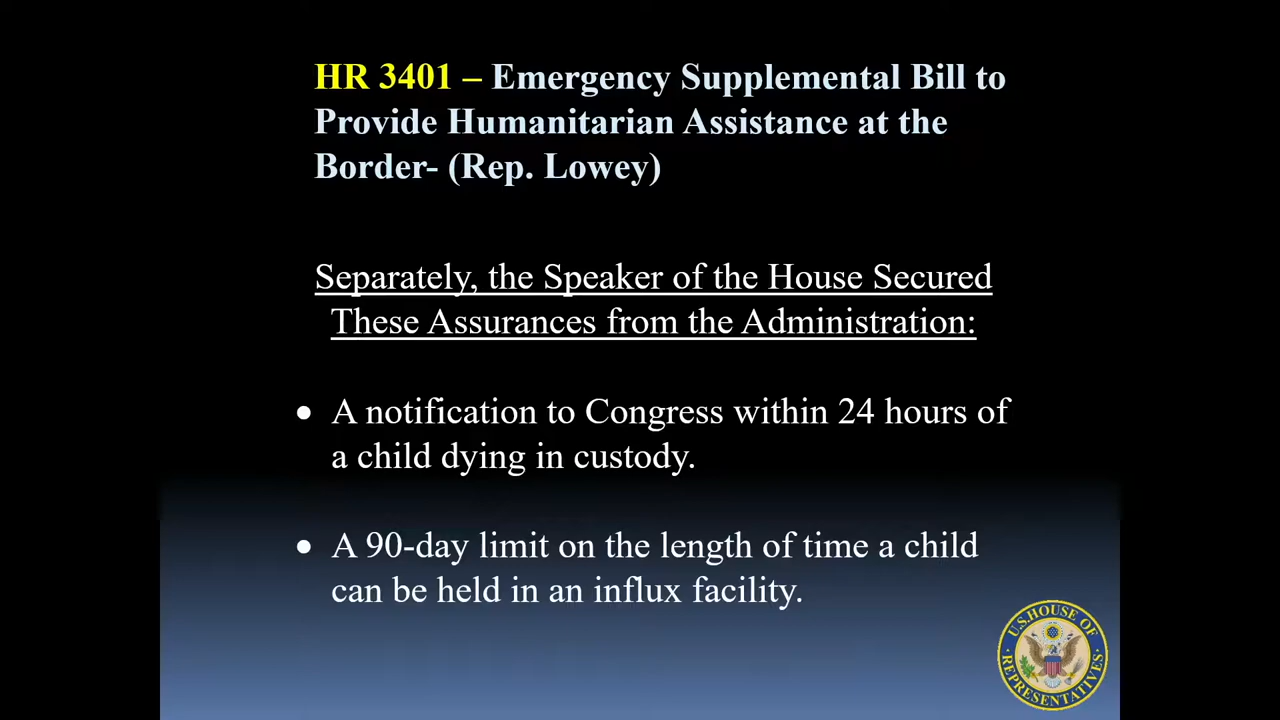 HR 3401 – Emergency Supplemental Bill to
Provide Humanitarian Assistance at the
Border- (Rep. Lowey)
Separately, the Speaker of the House Secured
These Assurances from the Administration:
• A notification to Congress within 24 hours of
a child dying in custody.
• A 90-day limit on the length of time a child
can be held in an influx facility.
U.S. HOUSE OF
REPRESENTATIVES